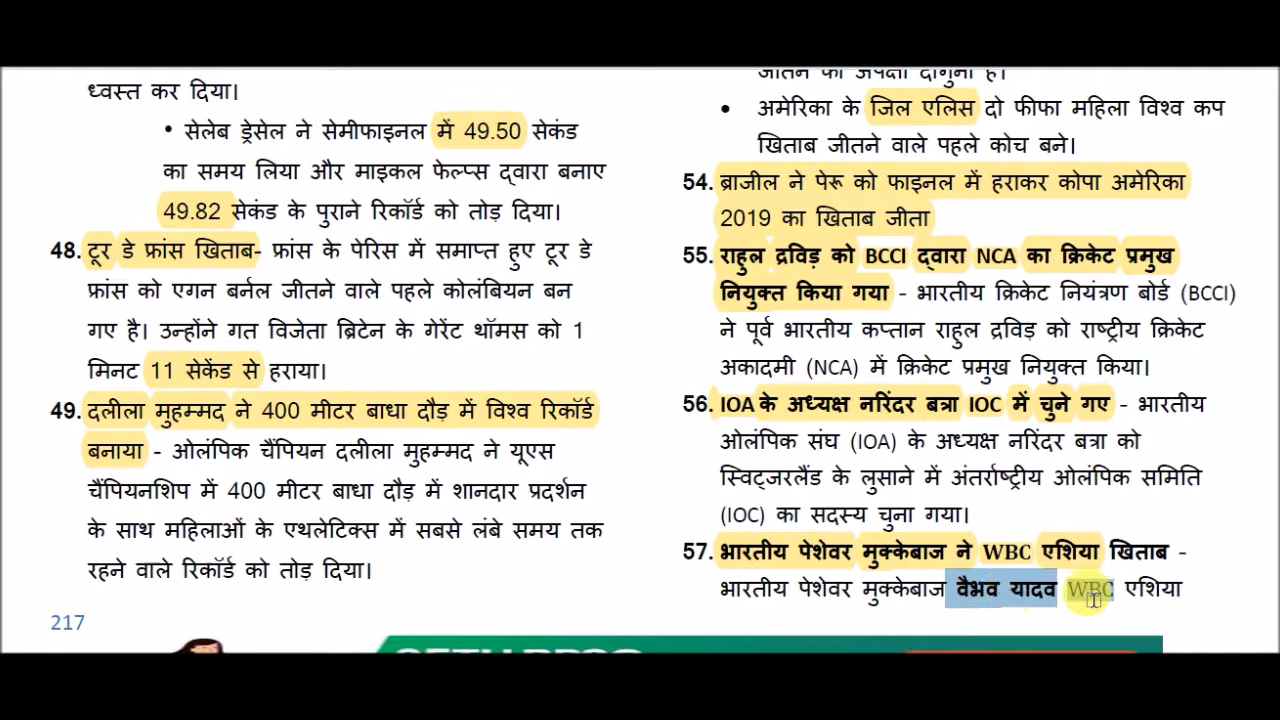 ध्वस्त कर दिया।
• सेलेब ड्रेसेल ने सेमीफाइनल में 49.50 सेकंड
का समय लिया और माइकल फेल्प्स द्वारा बनाए
49.82 सेकंड के पुराने रिकॉर्ड को तोड़ दिया।
48. टूर डे फ्रांस खिताब- फ्रांस के पेरिस में समाप्त हुए टूर डे
फ्रांस को एगन बर्नल जीतने वाले पहले कोलंबियन बन
गए है। उन्होंने गत विजेता ब्रिटेन के गेरेंट थॉमस को 1
मिनट 11 सेकेंड से हराया।
49. दलीला मुहम्मद ने 400 मीटर बाधा दौड़ में विश्व रिकॉर्ड
बनाया - ओलंपिक चैंपियन दलीला मुहम्मद ने यूएस
चैंपियनशिप में 400 मीटर बाधा दौड़ में शानदार प्रदर्शन
के साथ महिलाओं के एथलेटिक्स में सबसे लंबे समय तक
रहने वाले रिकॉर्ड को तोड़ दिया।
217
जीतने की अपेक्षा दोगुना है।
• अमेरिका के जिल एलिस दो फीफा महिला विश्व कप
खिताब जीतने वाले पहले कोच बने।
54. ब्राजील ने पेरू को फाइनल में हराकर कोपा अमेरिका
2019 का खिताब जीता
55. राहुल द्रविड़ को BCCI द्वारा NCA का क्रिकेट प्रमुख
नियुक्त किया गया - भारतीय क्रिकेट नियंत्रण बोर्ड (BCCI)
ने पूर्व भारतीय कप्तान राहुल द्रविड़ को राष्ट्रीय क्रिकेट
अकादमी (NCA) में क्रिकेट प्रमुख नियुक्त किया।
56. IOA के अध्यक्ष नरिंदर बत्रा IOC में चुने गए - भारतीय
ओलंपिक संघ (IOA) के अध्यक्ष नरिंदर बत्रा को
स्विट्जरलैंड के लुसाने में अंतर्राष्ट्रीय ओलंपिक समिति
(IOC) का सदस्य चुना गया।
57. भारतीय पेशेवर मुक्केबाज ने WBC एशिया खिताब -
भारतीय पेशेवर मुक्केबाज वैभव यादव WBC एशिया